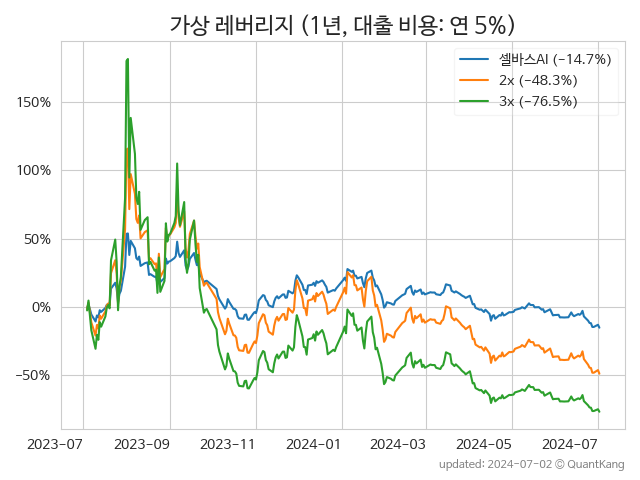 가상 레버리지 (1년, 대출 비용: 연 5%)
셀바스AI (−14.7%)
2x (−48.3%)
3x (−76.5%)
150%
100%
50%
0%
−50%
2023-07 2023-09 2023-11 2024-01 2024-03 2024-05 2024-07
updated: 2024-07-02 © QuantKang